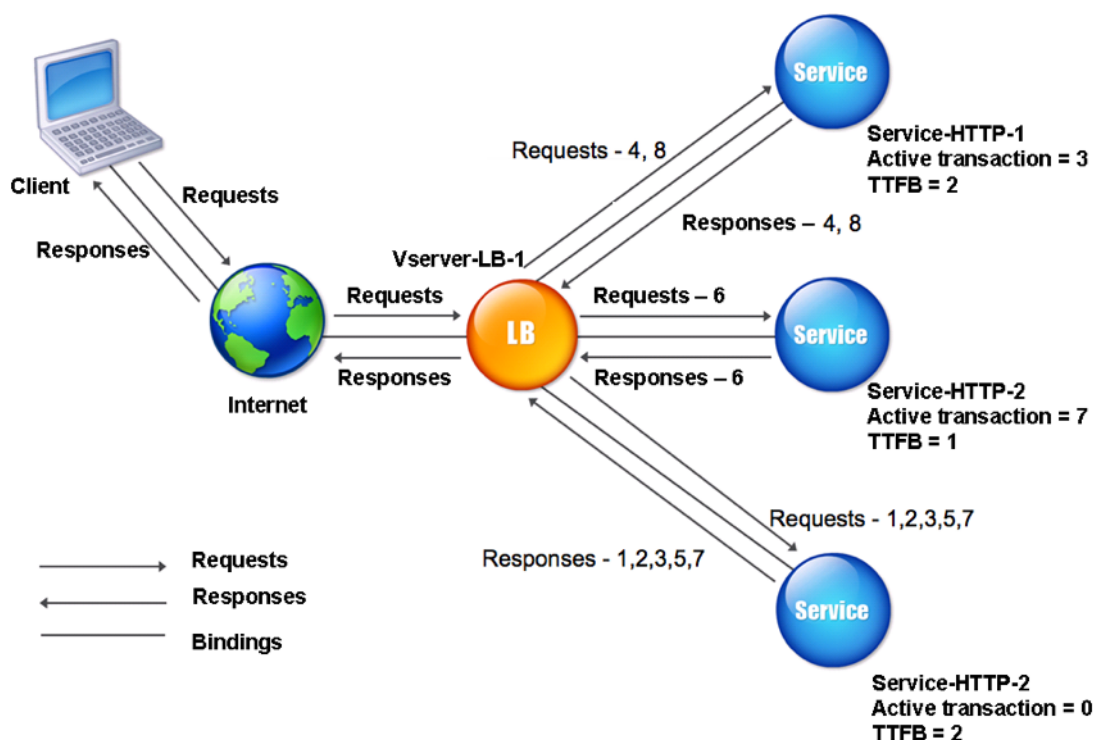 Service
Service-HTTP-1
Active transaction = 3
TTFB = 2
Requests - 4, 8
Responses – 4, 8
Client
Requests
Responses
Vserver-LB-1
Requests
LB
Requests – 6
Service
Responses
Responses – 6
Internet
Service-HTTP-2
Active transaction = 7
TTFB = 1
Requests - 1,2,3,5,7
Responses - 1,2,3,5,7
Service
Requests
Responses
Bindings
Service-HTTP-2
Active transaction = 0
TTFB = 2